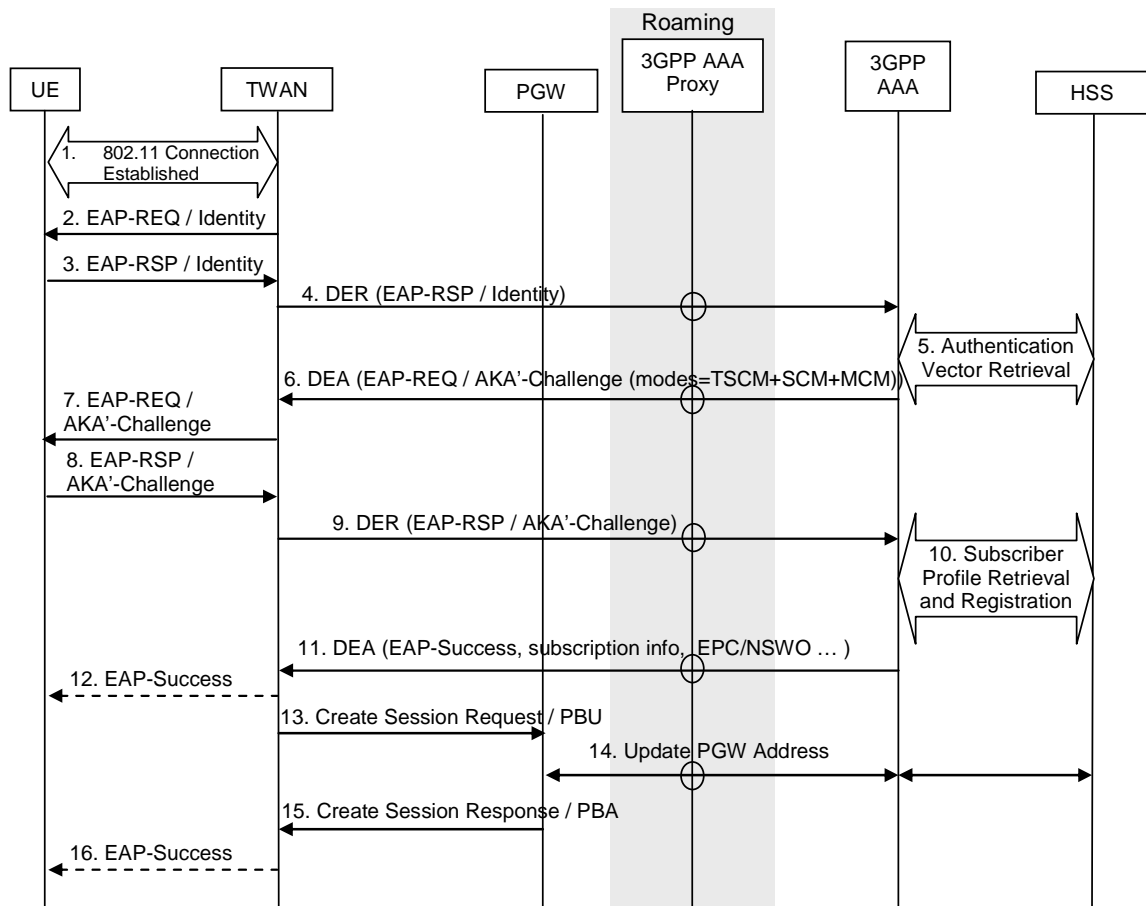 Roaming
UE
TWAN
PGW
3GPP AAA
Proxy
3GPP
AAA
HSS
1. 802.11 Connection
Established
2. EAP-REQ / Identity
3. EAP-RSP / Identity
4. DER (EAP-RSP / Identity)
5. Authentication
Vector Retrieval
6. DEA (EAP-REQ / AKA'-Challenge (modes=TSCM+SCM+MCM))
7. EAP-REQ /
AKA'-Challenge
8. EAP-RSP /
AKA'-Challenge
9. DER (EAP-RSP / AKA'-Challenge)
10. Subscriber
Profile Retrieval
and Registration
11. DEA (EAP-Success, subscription info, EPC/NSWO … )
12. EAP-Success
13. Create Session Request / PBU
14. Update PGW Address
15. Create Session Response / PBA
16. EAP-Success